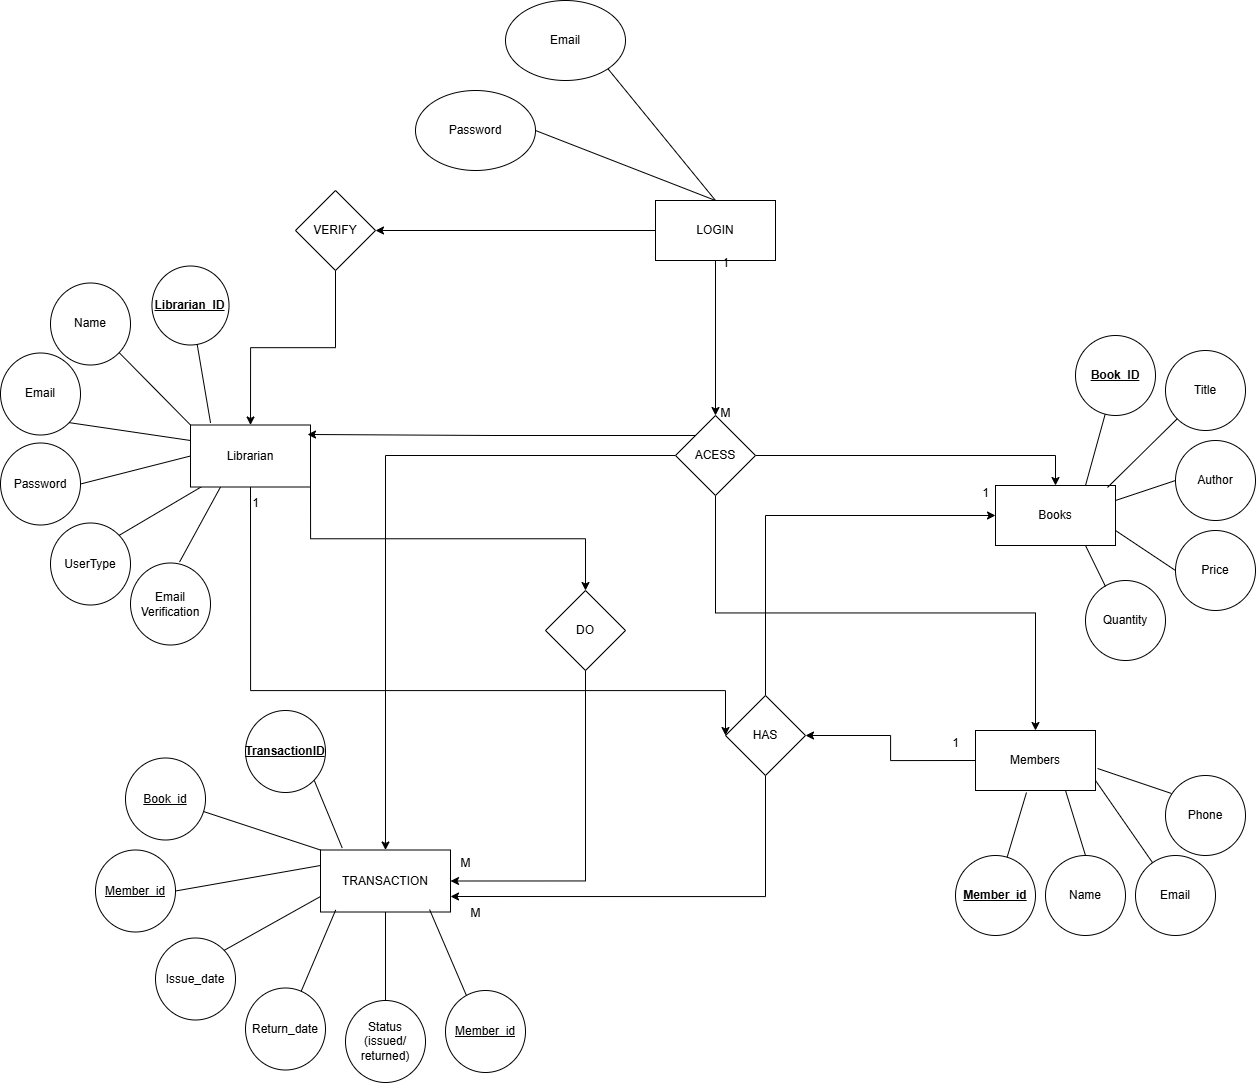 Email
Password
VERIFY
LOGIN
1
Librarian_ID
Name
Email
Book_ID
Title
M
Librarian
ACESS
Password
Author
1
1
Books
UserType
Email
Verification
Price
Quantity
DO
TransactionID
HAS
1
Members
Book_id
Phone
M
TRANSACTION
Member_id
M
Member_id
Name
Email
Issue_date
Return_date
Status
(issued/
returned)
Member_id